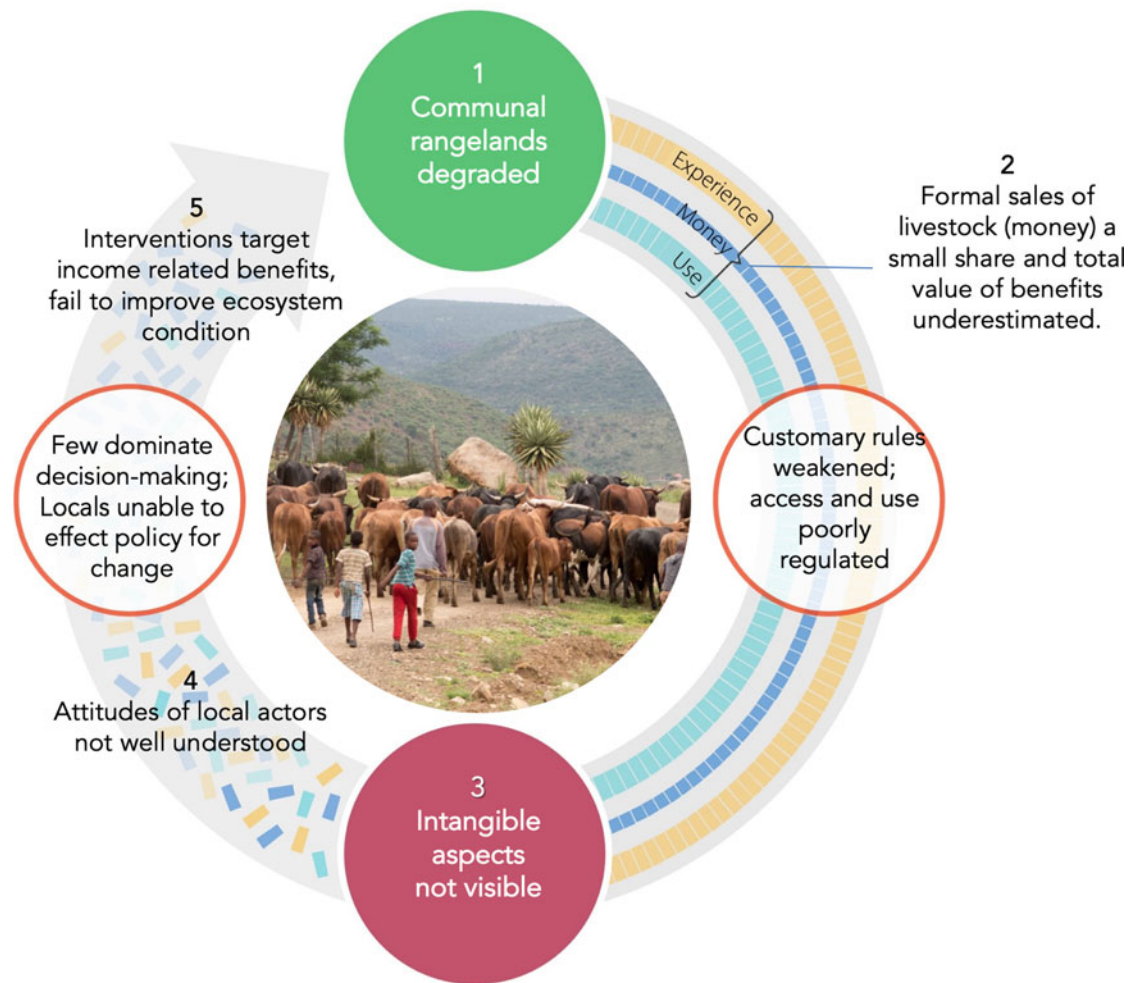 1
Communal
rangelands
degraded
Experience
Money
Use
2
Formal sales of
livestock (money) a
small share and total
value of benefits
underestimated.
Customary rules
weakened;
access and use
poorly
regulated
3
Intangible
aspects
not visible
4
Attitudes of local actors
not well understood
Few dominate
decision-making;
Locals unable to
effect policy for
change
5
Interventions target
income related benefits,
fail to improve ecosystem
condition